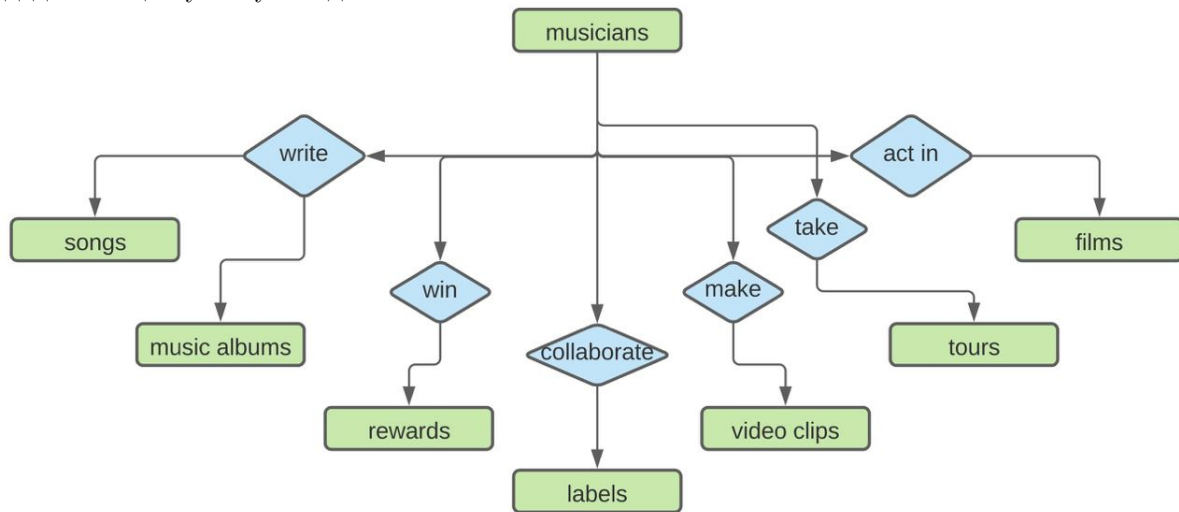 musicians
write
act in
take
songs
films
win
make
music albums
collaborate
tours
rewards
video clips
labels